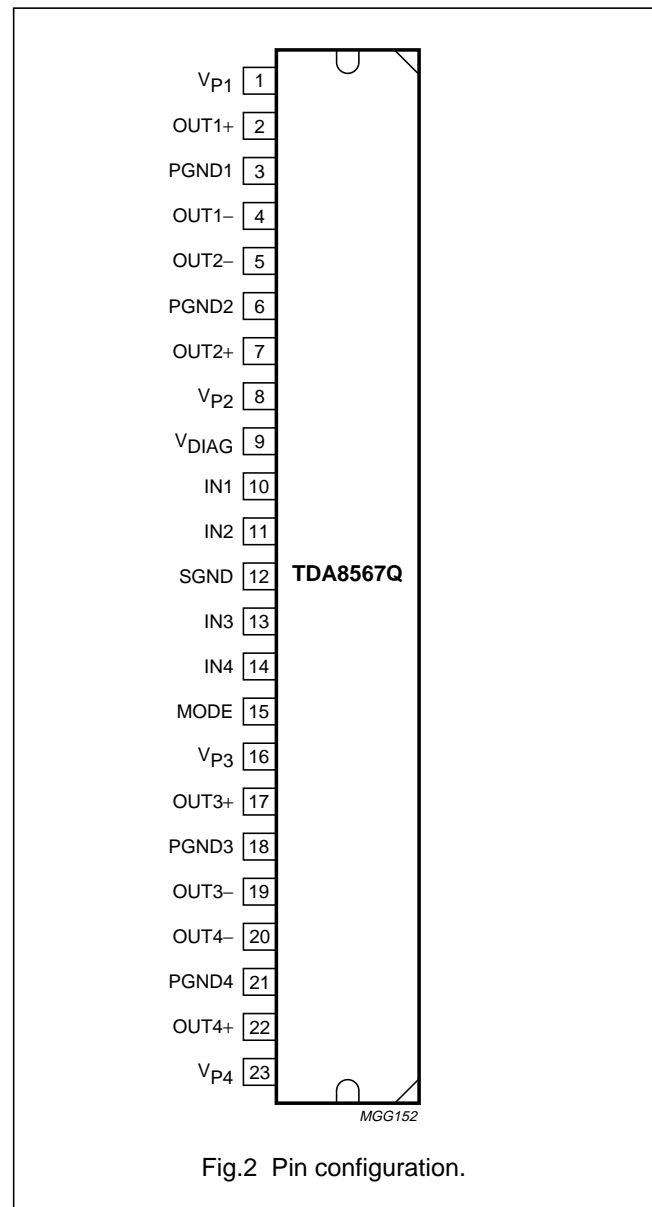 VP1 1
OUT1+ 2
PGND1 3
OUT1− 4
OUT2− 5
PGND2 6
OUT2+ 7
VP2 8
VDIAG 9
IN1 10
IN2 11
SGND 12 TDA8567Q
IN3 13
IN4 14
MODE 15
VP3 16
OUT3+ 17
PGND3 18
OUT3− 19
OUT4− 20
PGND4 21
OUT4+ 22
VP4 23
MGG152
Fig.2 Pin configuration.